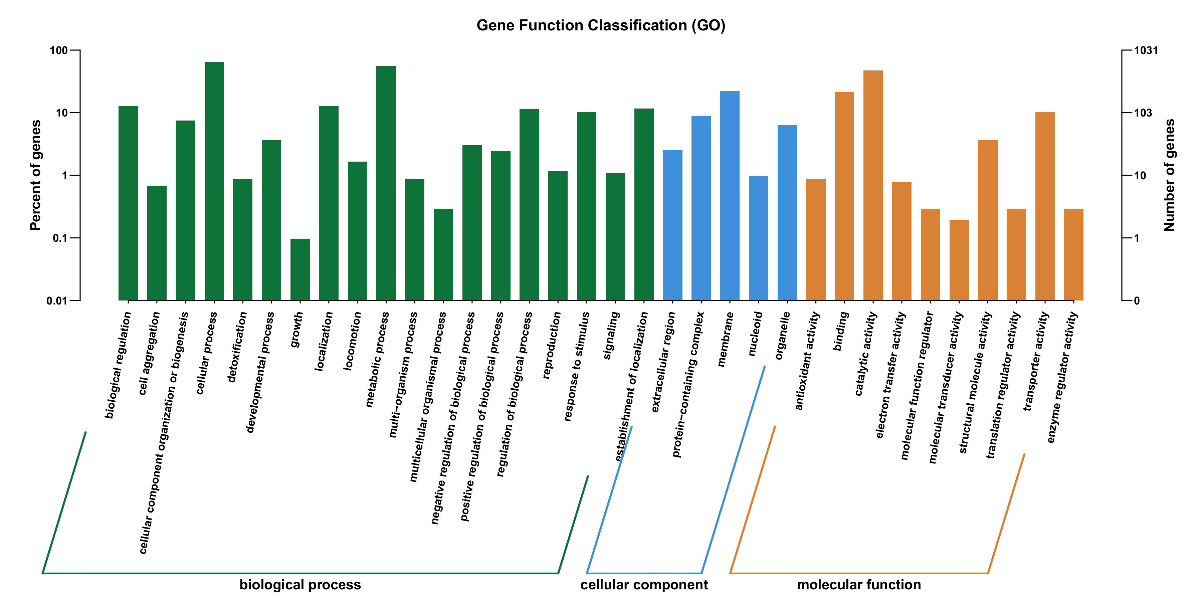 Gene Function Classification (GO)
100
10
1
0.1
0.01
Percent of genes
1031
103
10
1
0
Number of genes
biological regulation
cell aggregation
cellular component organization or biogenesis
cellular process
detoxification
developmental process
growth
localization
locomotion
metabolic process
multi−organism process
multicellular organismal process
negative regulation of biological process
positive regulation of biological process
regulation of biological process
reproduction
response to stimulus
signaling
establishment of localization
extracellular region
protein−containing complex
membrane
nucleoid
organelle
antioxidant activity
binding
catalytic activity
electron transfer activity
molecular function regulator
molecular transducer activity
structural molecule activity
translation regulator activity
transporter activity
enzyme regulator activity
biological process
cellular component
molecular function